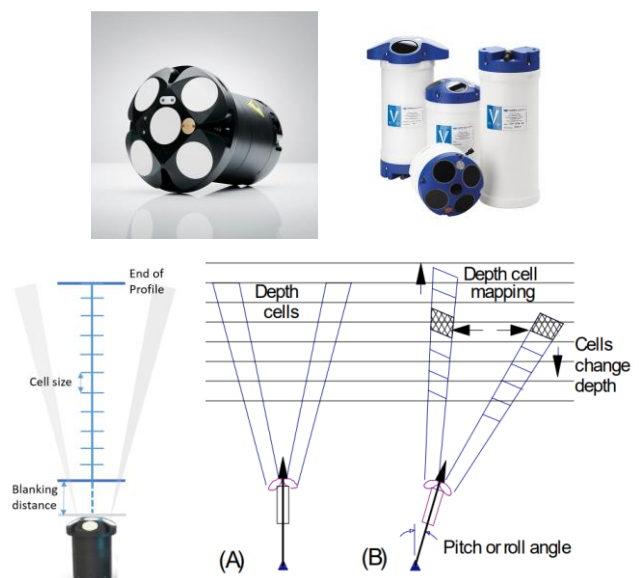 V
V
V
End of
Profile
Cell size
Blanking
distance
Depth
cells
(A)
Depth cell
mapping
Cells
change
depth
(B)
Pitch or roll angle